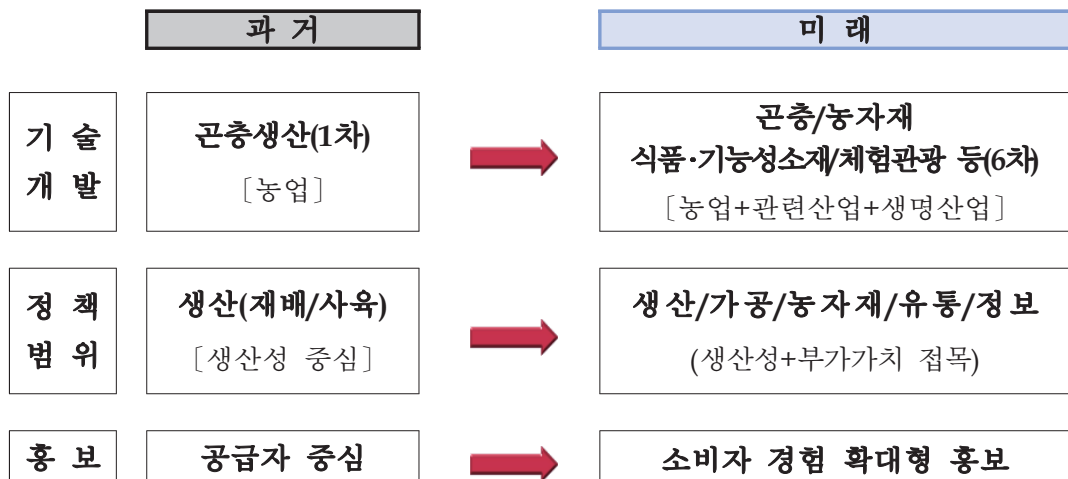 과 거
미 래
기 술
개 발
곤충생산(1차)
[농업]
곤충/농자재
식품·기능성소재/체험관광 등(6차)
[농업+관련산업+생명산업]
정 책
범 위
생산(재배/사육)
[생산성 중심]
생산/가공/농자재/유통/정보
(생산성+부가가치 접목)
홍 보
공급자 중심
소비자 경험 확대형 홍보